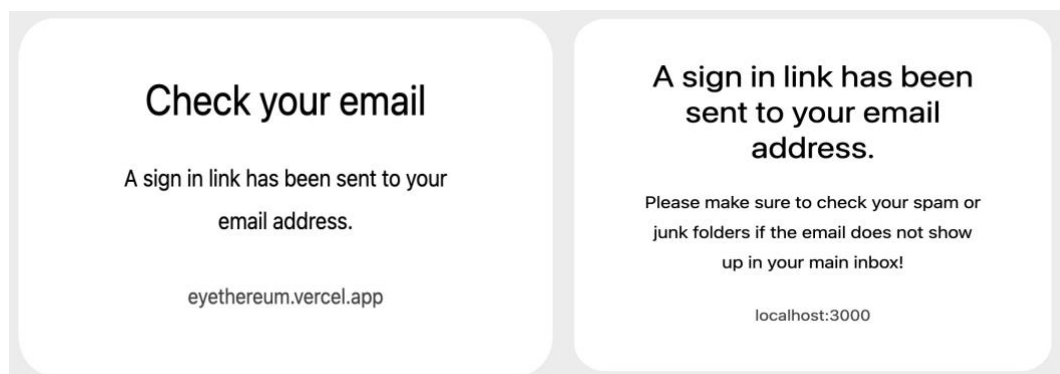 Check your email
A sign in link has been sent to your
email address.
eyethereum.vercel.app
A sign in link has been
sent to your email
address.
Please make sure to check your spam or
junk folders if the email does not show
up in your main inbox!
localhost:3000